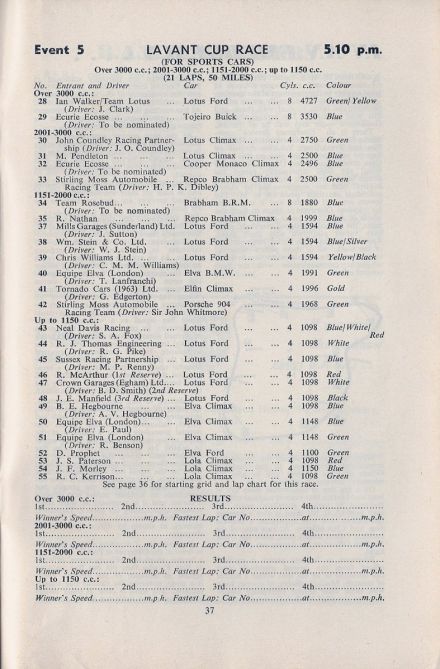 Event 5 LAVANT CUP RACE 5.10 p.m.
(FOR SPORTS CARS)
Over 3000 c.c.; 2001-3000 c.c.; 1151-2000 c.c.; up to 1150 c.c.
(21 LAPS, 50 MILES)
No. Entrant and Driver Car Cyls. c.c. Colour
Over 3000 c.c.:
28 Ian Walker/Team Lotus ... Lotus Ford ... ... 8 4727 Green/Yellow
(Driver: J. Clark)
29 Ecurie Ecosse ... ... Tojeiro Buick ... ... 8 3530 Blue
(Driver: To be nominated)
2001-3000 c.c.:
30 John Coundley Racing Partner- Lotus Climax ... ... 4 2750 Green
ship (Driver: J. O. Coundley)
31 M. Pendleton ... ... Lotus Climax ... ... 4 2500 Blue
32 Ecurie Ecosse ... ... Cooper Monaco Climax 4 2496 Blue
(Driver: To be nominated)
33 Stirling Moss Automobile ... Repco Brabham Climax 4 2500 Green
Racing Team (Driver: H. P. K. Dibley)
1151-2000 c.c.:
34 Team Rosebud... ... ... Brabham B.R.M. ... 8 1880 Blue
(Driver: To be nominated)
35 R. Nathan ... ... ... Repco Brabham Climax 4 1999 Blue
37 Mills Garages (Sunderland) Ltd. Lotus Ford ... ... 4 1594 Blue
(Driver: J. Sutton)
38 Wm. Stein & Co. Ltd. ... Lotus Ford ... ... 4 1594 Blue/Silver
(Driver: W. J. Stein)
39 Chris Williams Ltd. ... ... Lotus Ford ... ... 4 1594 Yellow/Black
(Driver: C. M. M. Williams)
40 Equipe Elva (London) ... Elva B.M.W. ... ... 4 1991 Green
(Driver: T. Lanfranchi)
41 Tornado Cars (1963) Ltd. ... Elfin Climax ... ... 4 1996 Gold
(Driver: G. Edgerton)
42 Stirling Moss Automobile ... Porsche 904 ... ... 4 1968 Green
Racing Team (Driver: Sir John Whitmore)
Up to 1150 c.c.:
43 Neal Davis Racing ... ... Lotus Ford ... ... 4 1098 Blue/White/
(Driver: S. A. Fox) Red
44 R. J. Thomas Engineering ... Lotus Ford ... ... 4 1098 White
(Driver: R. G. Pike)
45 Sussex Racing Partnership ... Lotus Ford ... ... 4 1098 Blue
(Driver: M. P. Renny)
46 R. McArthur (1st Reserve) ... Lotus Ford ... ... 4 1098 Red
47 Crown Garages (Egham) Ltd.... Lotus Ford ... ... 4 1098 White
(Driver: B. D. Smith) (2nd Reserve)
48 J. E. Manfield (3rd Reserve) ... Lotus Ford ... ... 4 1098 Black
49 B. E. Hegbourne ... ... Elva Climax ... ... 4 1098 Blue
(Driver: A. V. Hegbourne)
50 Equipe Elva (London)... ... Elva Climax ... ... 4 1148 Blue
(Driver: E. Paul)
51 Equipe Elva (London) ... Elva Climax ... ... 4 1148 Green
(Driver: R. Benson)
52 D. Prophet ... ... ... Elva Ford ... ... 4 1100 Green
53 J. S. Paterson ... ... ... Lola Climax ... ... 4 1098 Red
54 J. F. Morley ... ... ... Lola Climax ... ... 4 1150 Blue
55 R. C. Kerrison... ... ... Lola Climax ... ... 4 1098 Green
See page 36 for starting grid and lap chart for this race.
Over 3000 c.c.: RESULTS
1st........................ 2nd........................ 3rd........................ 4th........................
Winner's Speed...............m.p.h. Fastest Lap: Car No...............at...............m.p.h.
2001-3000 c.c.:
1st........................ 2nd........................ 3rd........................ 4th........................
Winner's Speed...............m.p.h. Fastest Lap: Car No...............at...............m.p.h.
1151-2000 c.c.:
1st........................ 2nd........................ 3rd........................ 4th........................
Winner's Speed...............m.p.h. Fastest Lap: Car No...............at...............m.p.h.
Up to 1150 c.c.:
1st........................ 2nd........................ 3rd........................ 4th........................
Winner's Speed...............m.p.h. Fastest Lap: Car No...............at...............m.p.h.
37